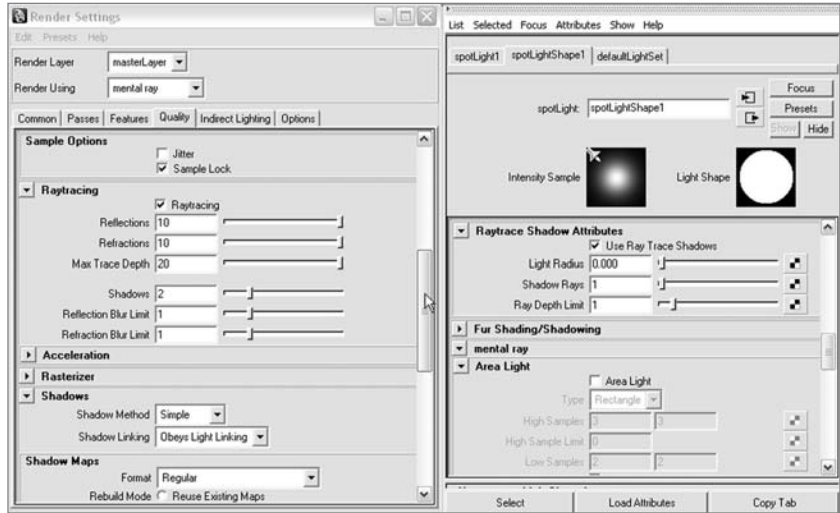 Render Settings
Edit Presets Help
Render Layer masterLayer
Render Using mental ray
Common Passes Features Quality Indirect Lighting Options
Sample Options
Jitter
Sample Lock
Raytracing
Raytracing
Reflections 10
Refractions 10
Max Trace Depth 20
Shadows 2
Reflection Blur Limit 1
Refraction Blur Limit 1
Acceleration
Rasterizer
Shadows
Shadow Method Simple
Shadow Linking Obeys Light Linking
Shadow Maps
Format Regular
Rebuild Mode Reuse Existing Maps
List Selected Focus Attributes Show Help
spotLight1 spotLightShape1 defaultLightSet
spotLight: spotLightShape1
Focus
Presets
Show Hide
Intensity Sample Light Shape
Raytrace Shadow Attributes
Use Ray Trace Shadows
Light Radius 0.000
Shadow Rays 1
Ray Depth Limit 1
Fur Shading/Shadowing
mental ray
Area Light
Area Light
Type Rectangle
High Samples 3 3
High Sample Limit 0
Low Samples 2 2
Select Load Attributes Copy Tab